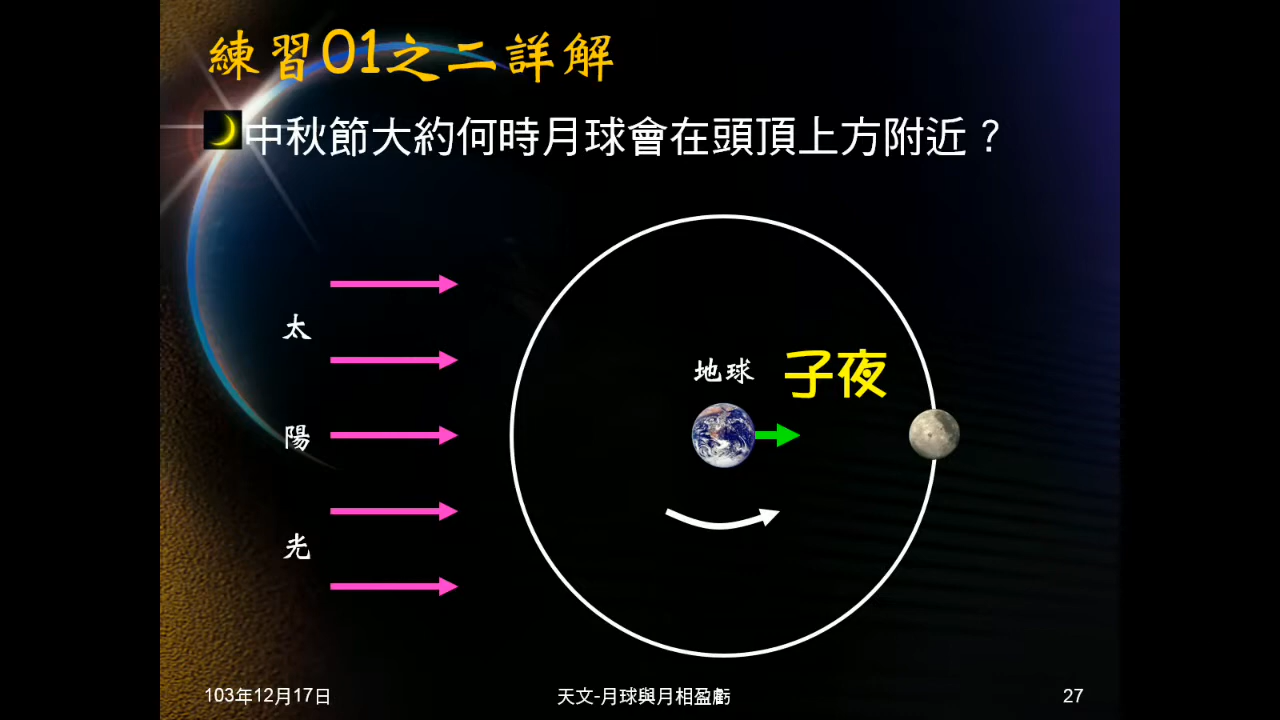 練習01之二詳解
中秋節大約何時月球會在頭頂上方附近？
太
陽
光
地球
子夜
103年12月17日
天文-月球與月相盈虧
27